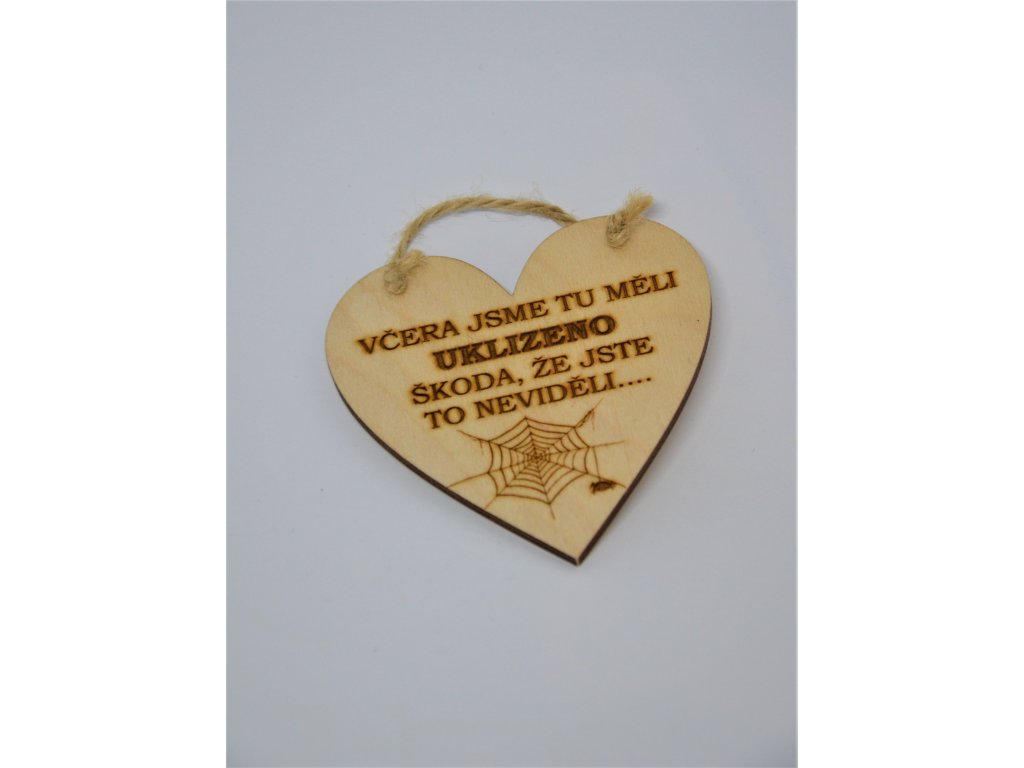 VČERA JSME TU MĚLI
UKLIZENO
ŠKODA, ŽE JSTE
TO NEVIDĚLI....